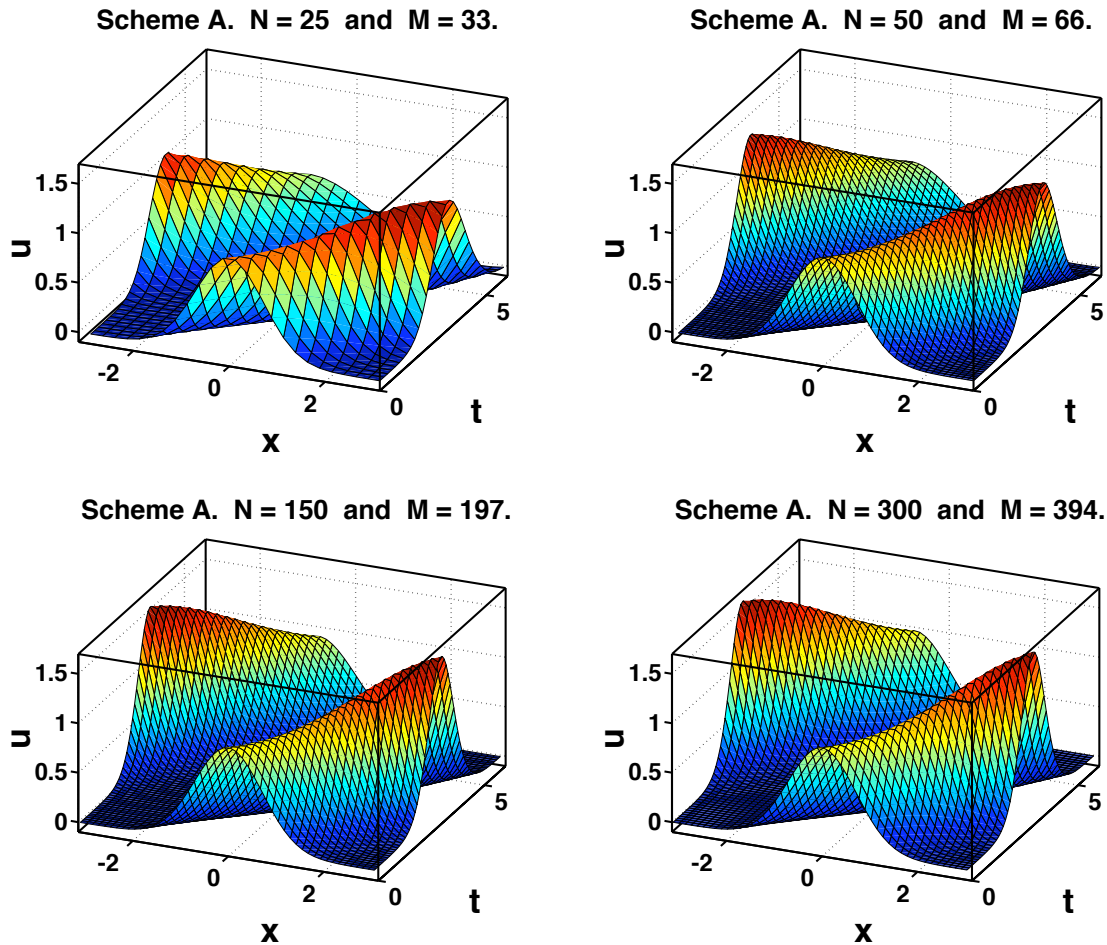 Scheme A. N = 25 and M = 33.
1.5
1
0.5
0
u
-2
0
2
x
0
5
t
Scheme A. N = 50 and M = 66.
1.5
1
0.5
0
u
-2
0
2
x
0
5
t
Scheme A. N = 150 and M = 197.
1.5
1
0.5
0
u
-2
0
2
x
0
5
t
Scheme A. N = 300 and M = 394.
1.5
1
0.5
0
u
-2
0
2
x
0
5
t